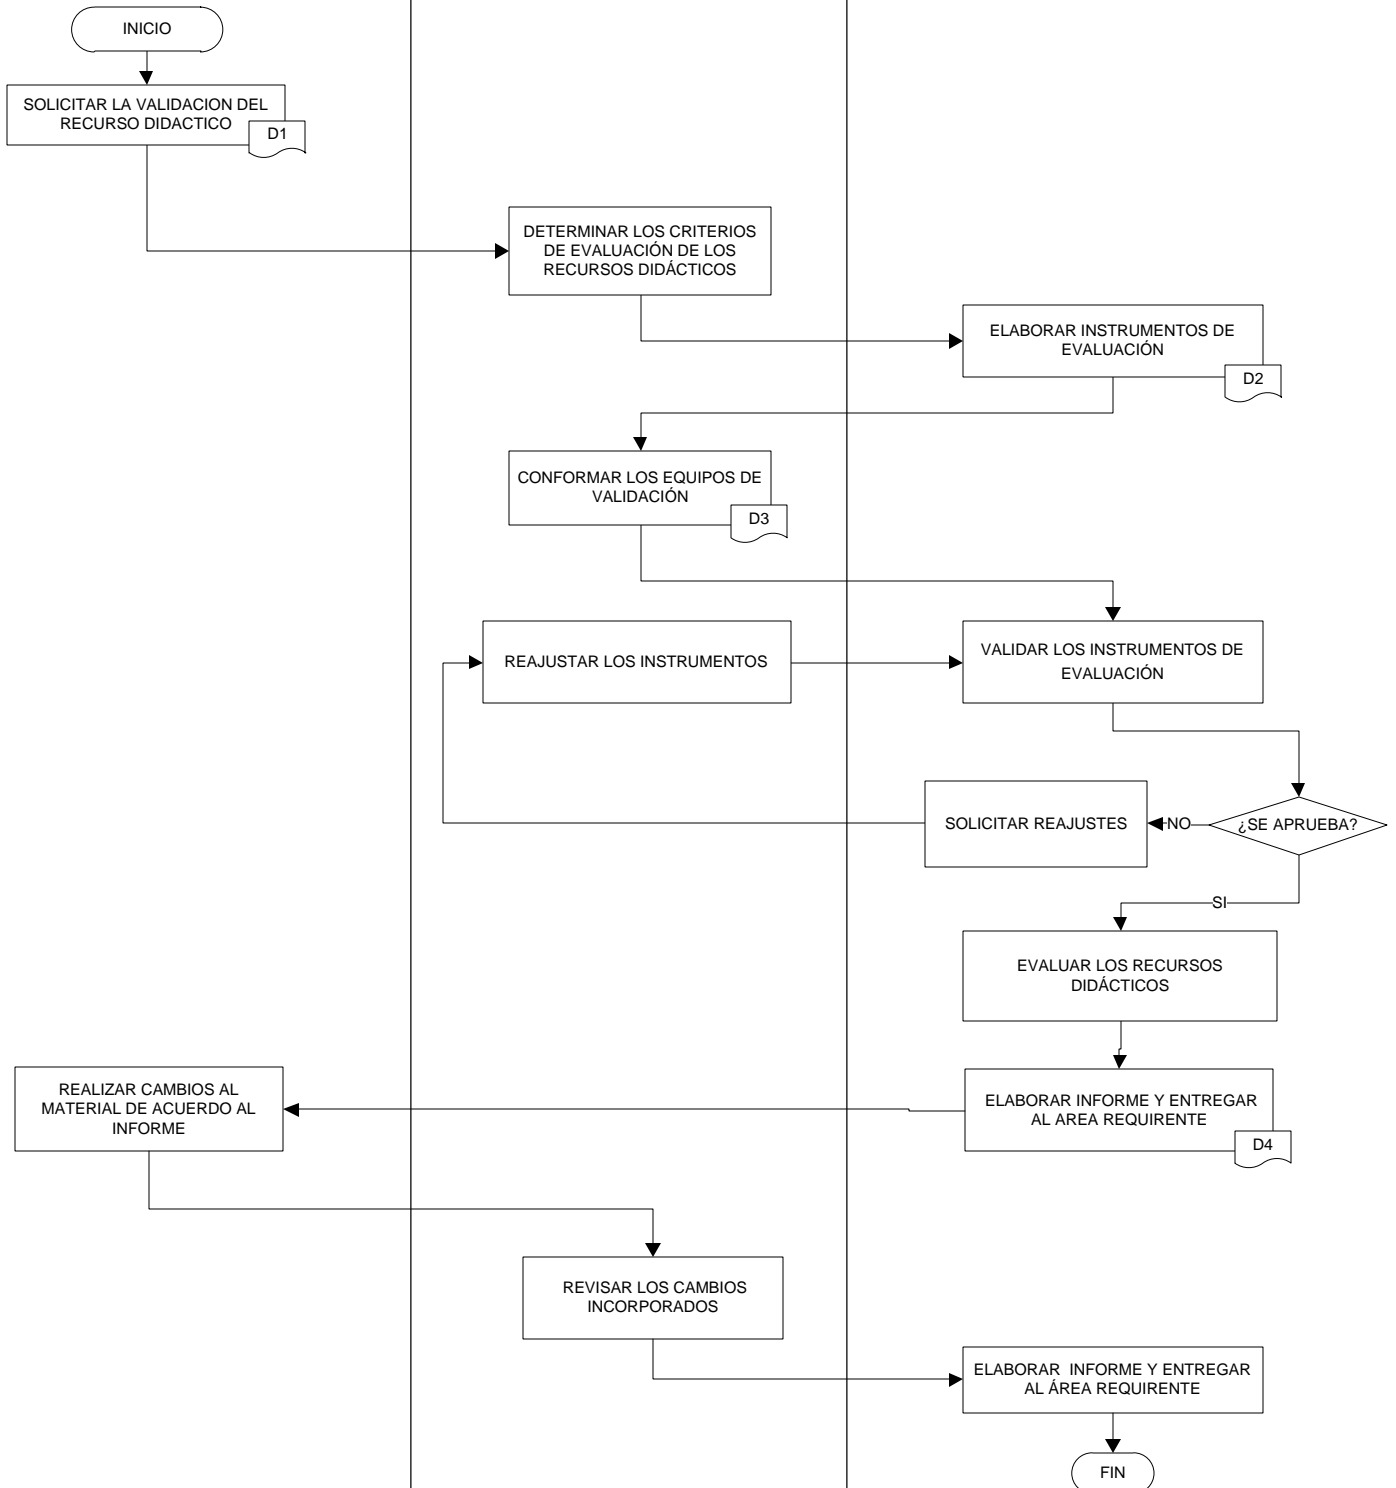 INICIO
SOLICITAR LA VALIDACION DEL
RECURSO DIDACTICO
D1
DETERMINAR LOS CRITERIOS
DE EVALUACIÓN DE LOS
RECURSOS DIDÁCTICOS
ELABORAR INSTRUMENTOS DE
EVALUACIÓN
D2
CONFORMAR LOS EQUIPOS DE
VALIDACIÓN
D3
REAJUSTAR LOS INSTRUMENTOS
VALIDAR LOS INSTRUMENTOS DE
EVALUACIÓN
SOLICITAR REAJUSTES
NO
¿SE APRUEBA?
SI
EVALUAR LOS RECURSOS
DIDÁCTICOS
REALIZAR CAMBIOS AL
MATERIAL DE ACUERDO AL
INFORME
ELABORAR INFORME Y ENTREGAR
AL AREA REQUIRENTE
D4
REVISAR LOS CAMBIOS
INCORPORADOS
ELABORAR  INFORME Y ENTREGAR
AL ÁREA REQUIRENTE
FIN